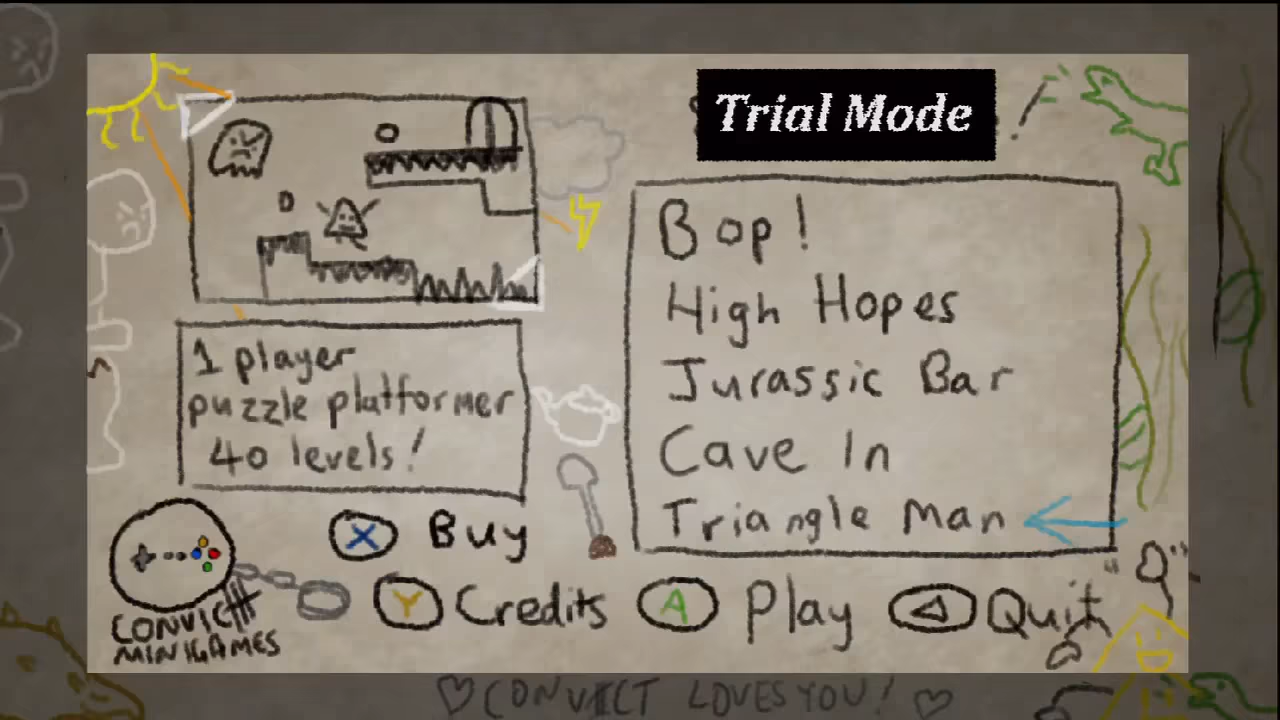 Trial Mode
Bop!
High Hopes
Jurassic Bar
Cave In
Triangle Man
1 player
puzzle platformer
40 levels!
X Buy
Y Credits
A Play
Quit
CONVICT
MINIGAMES
CONVICT LOVES YOU!